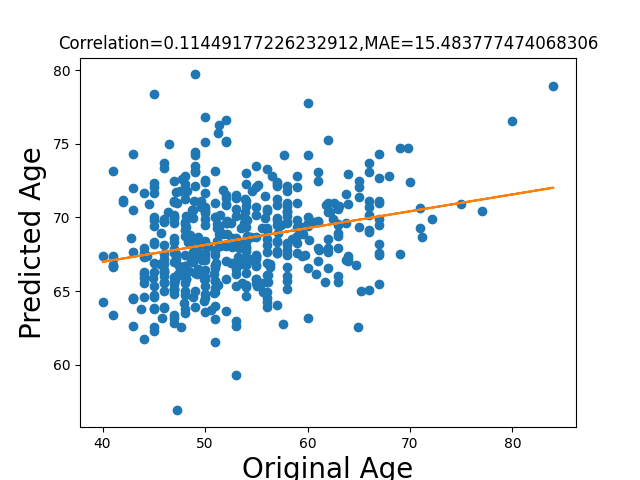 Correlation=0.11449177226232912,MAE=15.483777474068306
80
75
70
65
60
Predicted Age
40 50 60 70 80
Original Age